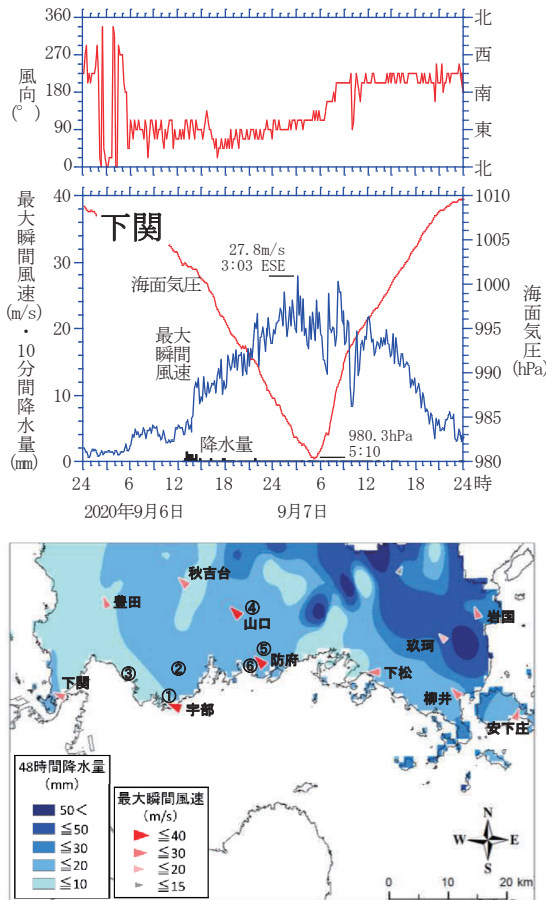 360
270
180
90
0
風向(°)
北
西
南
東
北
40
30
20
10
0
最大瞬間風速(m/s)・10分間降水量(mm)
1010
1005
1000
995
990
985
980
海面気圧(hPa)
下関
27.8m/s
3:03 ESE
海面気圧
最大
瞬間
風速
降水量
980.3hPa
5:10
24 6 12 18 24 6 12 18 24時
2020年9月6日 9月7日
秋吉台
豊田
④
山口
岩国
玖珂
⑤
防府
⑥
②
③
下松
下関
①
宇部
柳井
安下庄
48時間降水量
(mm)
50<
≦50
≦30
≦20
≦10
最大瞬間風速
(m/s)
≦40
≦30
≦20
≦15
N
W E
S
0 10 20 km